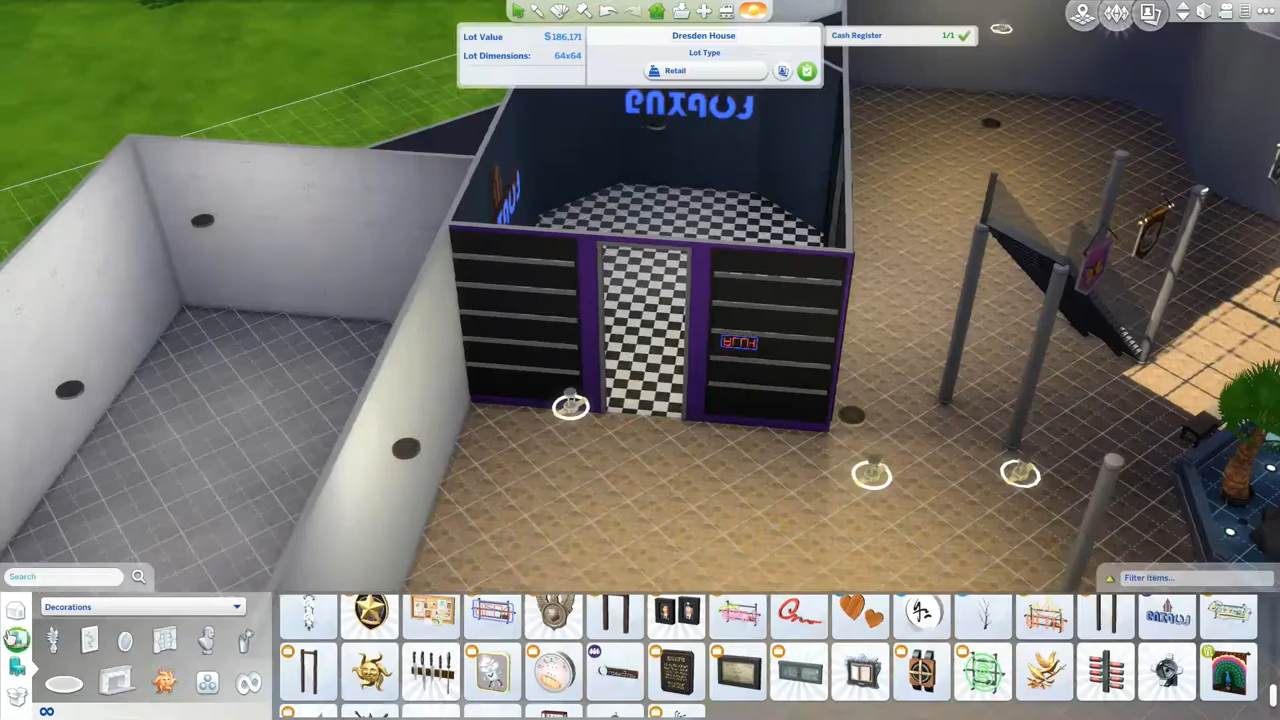 Lot Value $186,171
Lot Dimensions: 64x64
Dresden House
Lot Type
Retail
Cash Register 1/1
Search
Filter Items...
Decorations